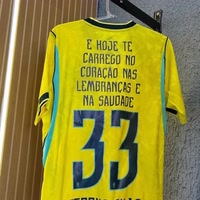 E HOJE TE
CARREGO NO
CORAÇÃO NAS
LEMBRANÇAS E
NA SAUDADE
33